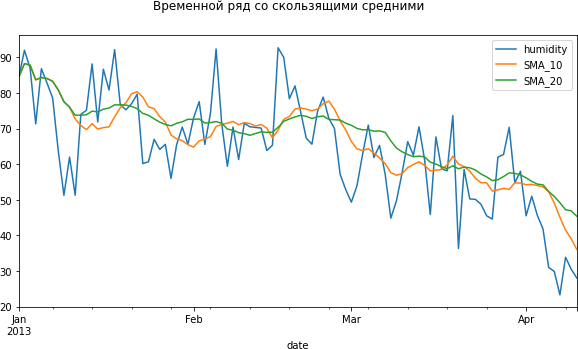 Временной ряд со скользящими средними
humidity
SMA_10
SMA_20
90
80
70
60
50
40
30
20
Jan
2013
Feb
Mar
Apr
date